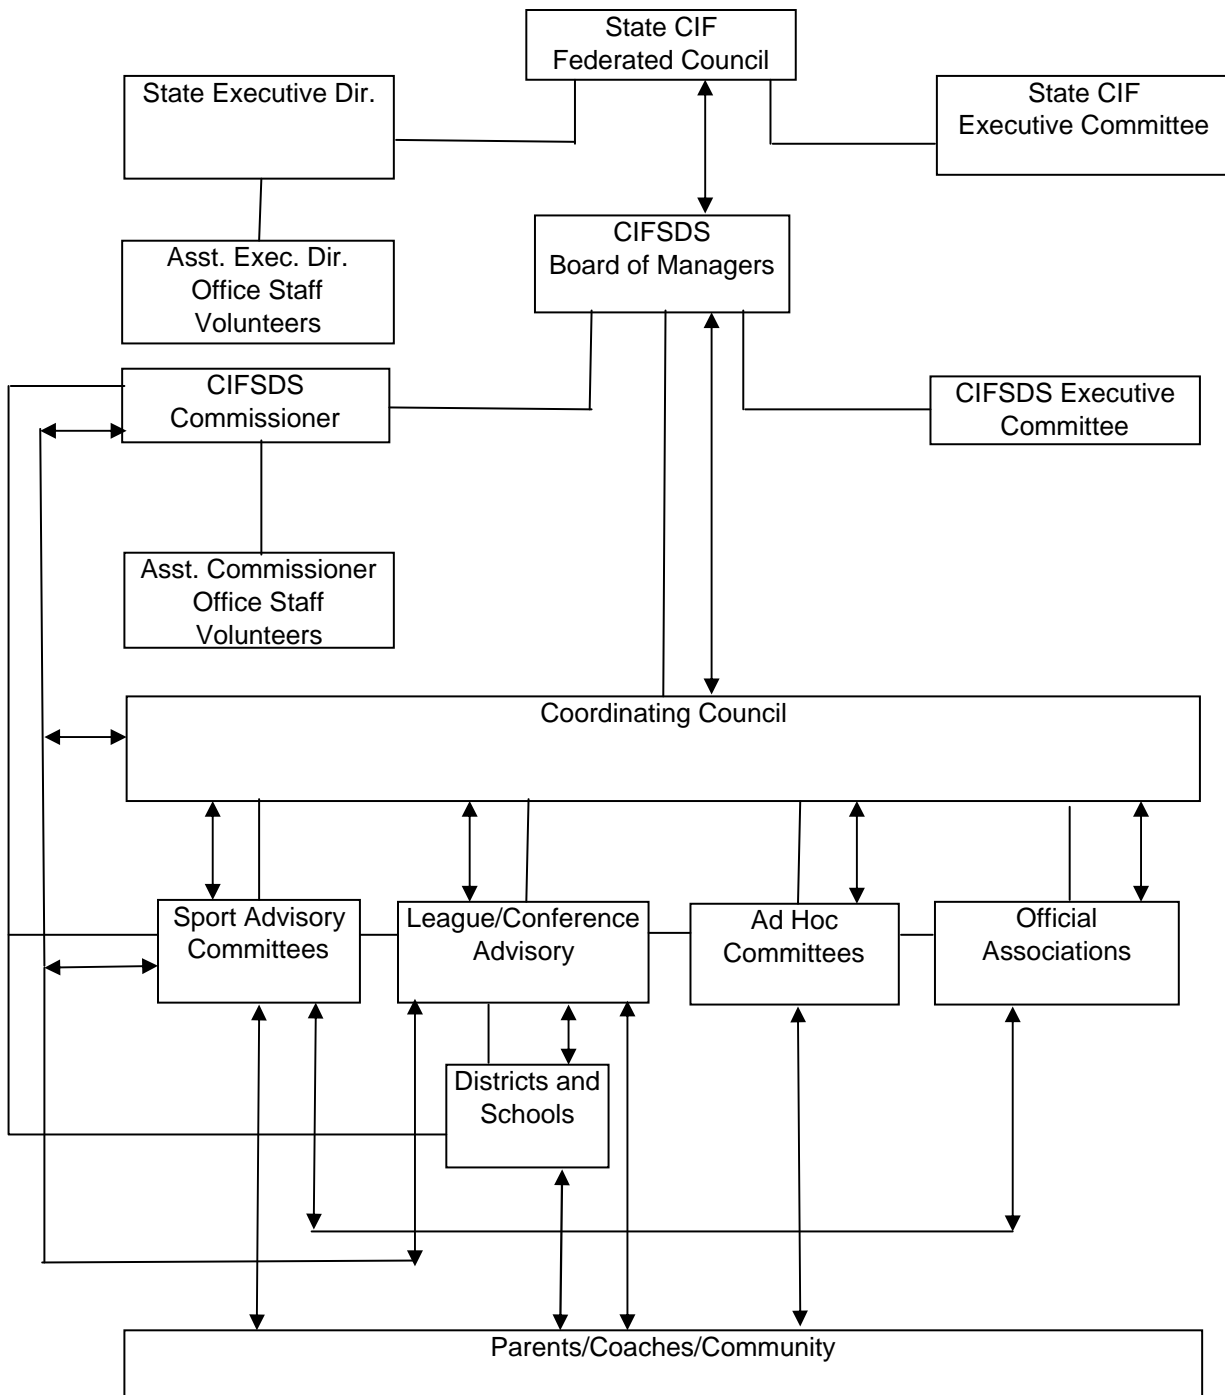 State CIF
Federated Council
State Executive Dir.
State CIF
Executive Committee
CIFSDS
Board of Managers
Asst. Exec. Dir.
Office Staff
Volunteers
CIFSDS
Commissioner
CIFSDS Executive
Committee
Asst. Commissioner
Office Staff
Volunteers
Coordinating Council
Sport Advisory
Committees
League/Conference
Advisory
Ad Hoc
Committees
Official
Associations
Districts and
Schools
Parents/Coaches/Community